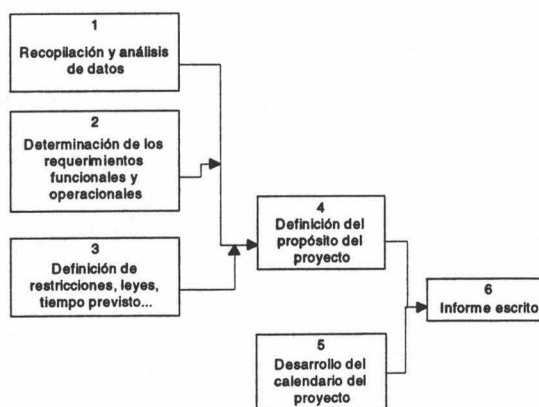 1
Recopilación y análisis
de datos
2
Determinación de los
requerimientos
funcionales y
operacionales
3
Definición de
restricciones, leyes,
tiempo previsto...
4
Definición del
propósito del
proyecto
5
Desarrollo del
calendario del
proyecto
6
Informe escrito